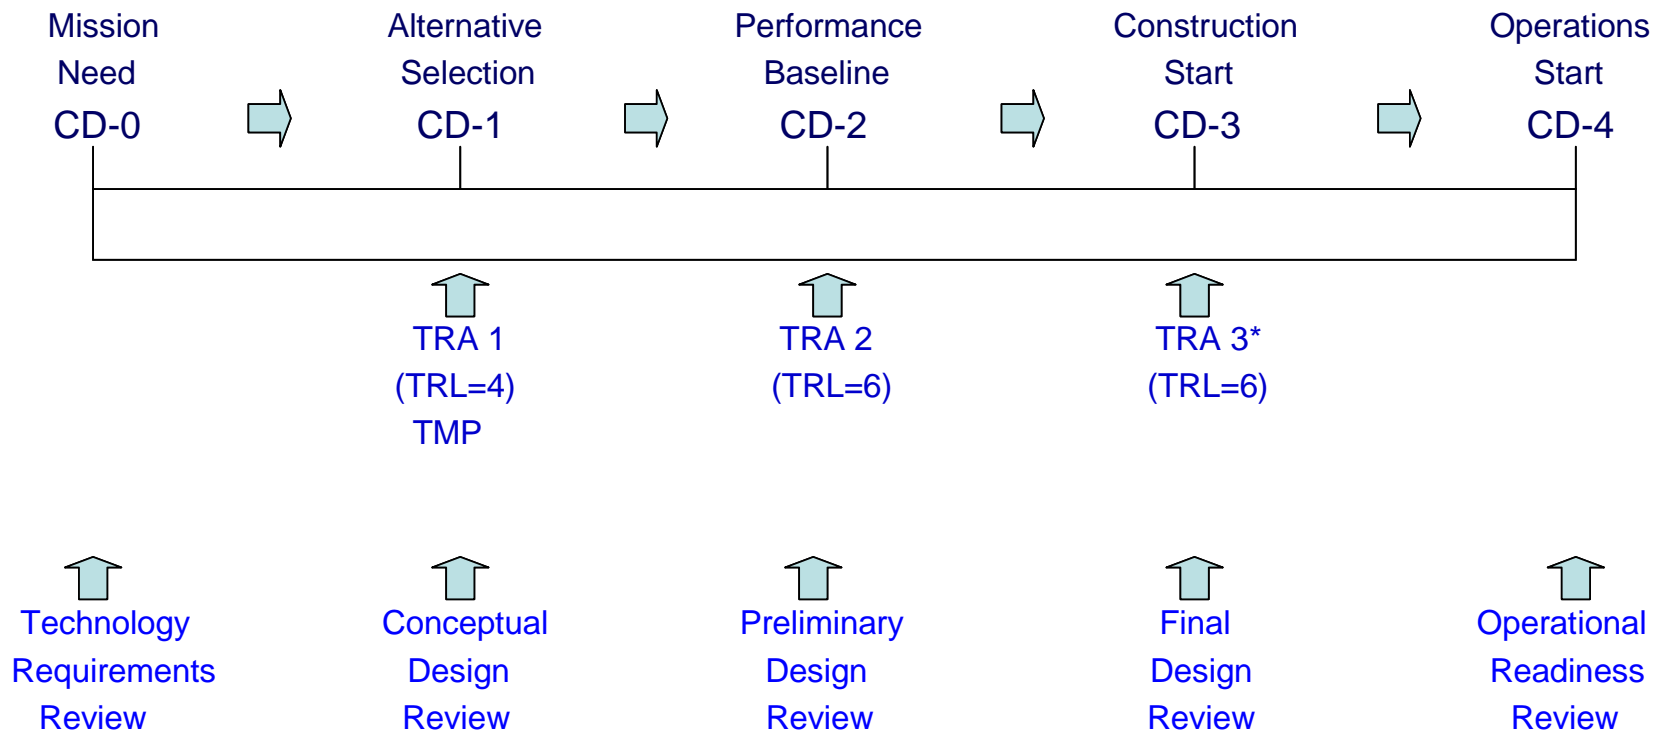 Mission
Need
CD-0
Alternative
Selection
CD-1
Performance
Baseline
CD-2
Construction
Start
CD-3
Operations
Start
CD-4
TRA 1
(TRL=4)
TMP
TRA 2
(TRL=6)
TRA 3*
(TRL=6)
Technology
Requirements
Review
Conceptual
Design
Review
Preliminary
Design
Review
Final
Design
Review
Operational
Readiness
Review